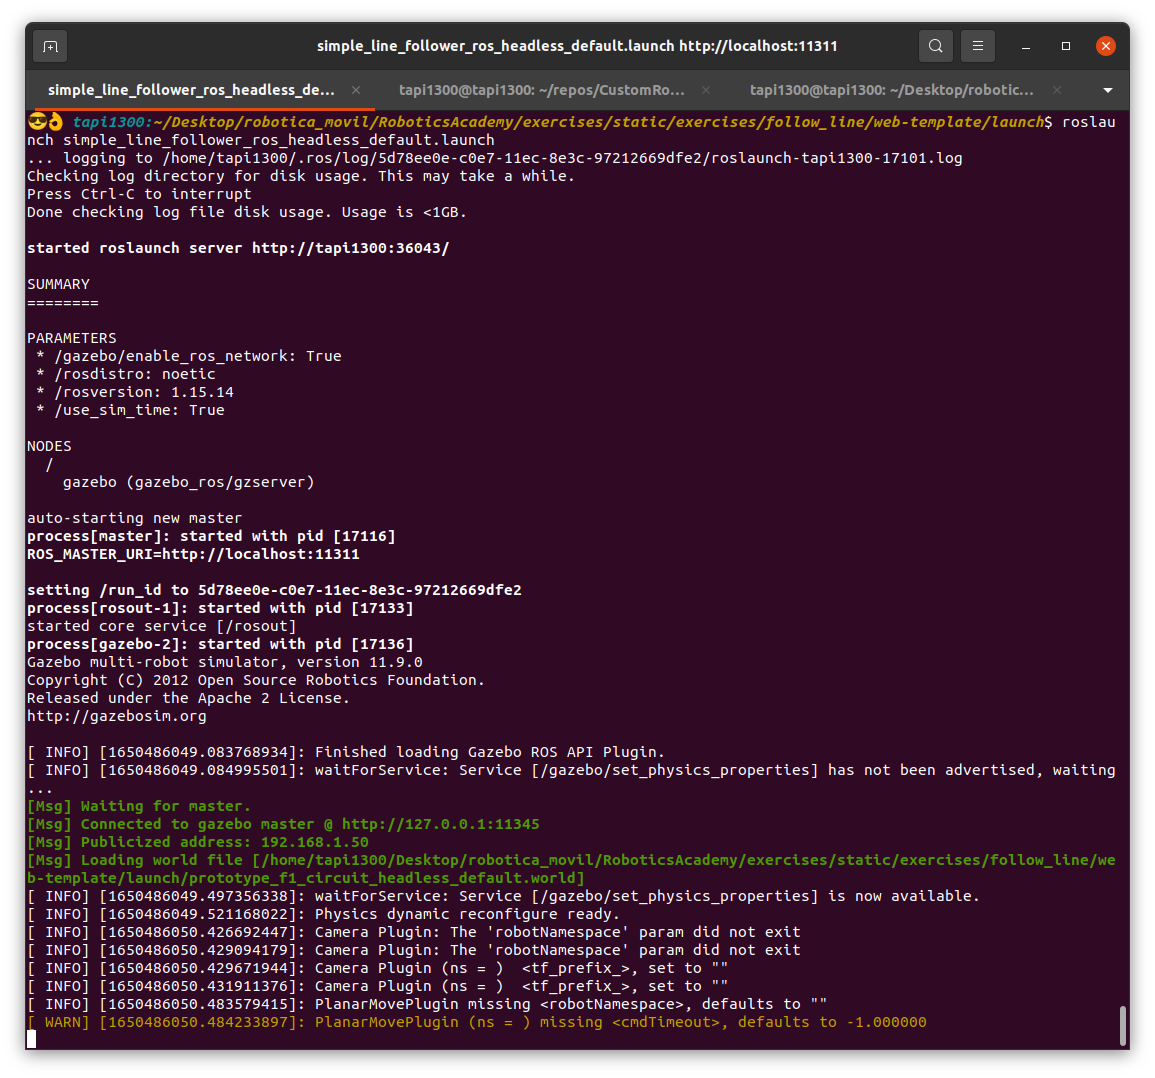 simple_line_follower_ros_headless_default.launch http://localhost:11311
simple_line_follower_ros_headless_de... tapi1300@tapi1300: ~/repos/CustomRo... tapi1300@tapi1300: ~/Desktop/robotic...
😎👌 tapi1300:~/Desktop/robotica_movil/RoboticsAcademy/exercises/static/exercises/follow_line/web-template/launch$ roslau
nch simple_line_follower_ros_headless_default.launch
... logging to /home/tapi1300/.ros/log/5d78ee0e-c0e7-11ec-8e3c-97212669dfe2/roslaunch-tapi1300-17101.log
Checking log directory for disk usage. This may take a while.
Press Ctrl-C to interrupt
Done checking log file disk usage. Usage is <1GB.
started roslaunch server http://tapi1300:36043/
SUMMARY
========
PARAMETERS
* /gazebo/enable_ros_network: True
* /rosdistro: noetic
* /rosversion: 1.15.14
* /use_sim_time: True
NODES
/
gazebo (gazebo_ros/gzserver)
auto-starting new master
process[master]: started with pid [17116]
ROS_MASTER_URI=http://localhost:11311
setting /run_id to 5d78ee0e-c0e7-11ec-8e3c-97212669dfe2
process[rosout-1]: started with pid [17133]
started core service [/rosout]
process[gazebo-2]: started with pid [17136]
Gazebo multi-robot simulator, version 11.9.0
Copyright (C) 2012 Open Source Robotics Foundation.
Released under the Apache 2 License.
http://gazebosim.org
[ INFO] [1650486049.083768934]: Finished loading Gazebo ROS API Plugin.
[ INFO] [1650486049.084995501]: waitForService: Service [/gazebo/set_physics_properties] has not been advertised, waiting
...
[Msg] Waiting for master.
[Msg] Connected to gazebo master @ http://127.0.0.1:11345
[Msg] Publicized address: 192.168.1.50
[Msg] Loading world file [/home/tapi1300/Desktop/robotica_movil/RoboticsAcademy/exercises/static/exercises/follow_line/we
b-template/launch/prototype_f1_circuit_headless_default.world]
[ INFO] [1650486049.497356338]: waitForService: Service [/gazebo/set_physics_properties] is now available.
[ INFO] [1650486049.521168022]: Physics dynamic reconfigure ready.
[ INFO] [1650486050.426692447]: Camera Plugin: The 'robotNamespace' param did not exit
[ INFO] [1650486050.429094179]: Camera Plugin: The 'robotNamespace' param did not exit
[ INFO] [1650486050.429671944]: Camera Plugin (ns = )  <tf_prefix_>, set to ""
[ INFO] [1650486050.431911376]: Camera Plugin (ns = )  <tf_prefix_>, set to ""
[ INFO] [1650486050.483579415]: PlanarMovePlugin missing <robotNamespace>, defaults to ""
[ WARN] [1650486050.484233897]: PlanarMovePlugin (ns = ) missing <cmdTimeout>, defaults to -1.000000